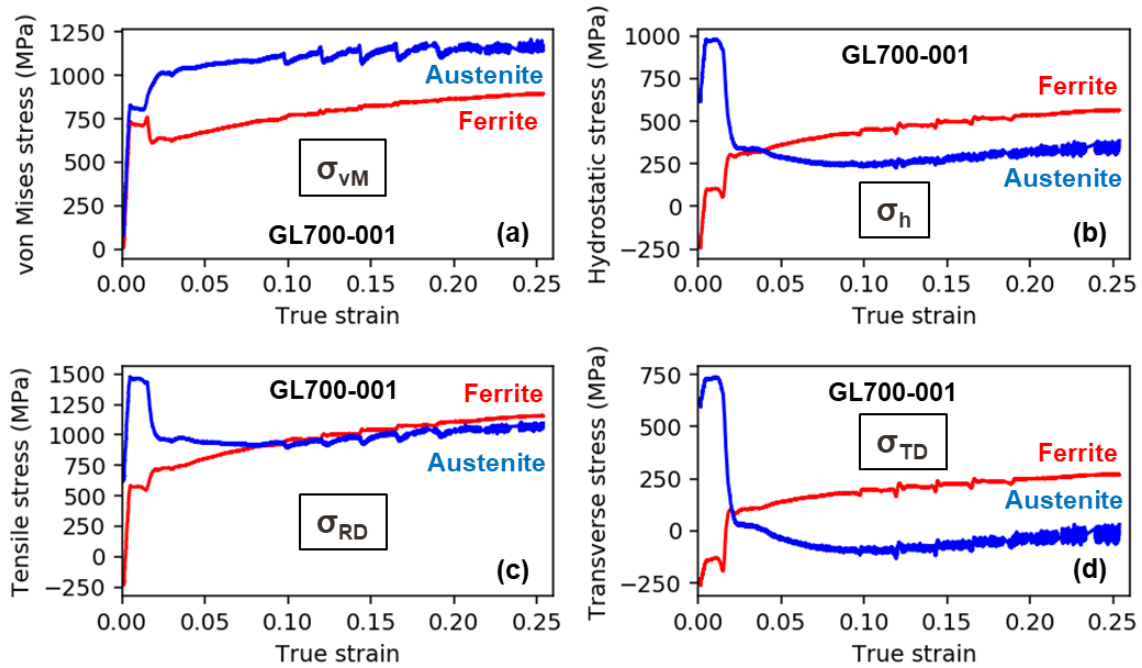 von Mises stress (MPa)
1250
1000
750
500
250
0
Austenite
Ferrite
σvM
GL700-001
(a)
0.00 0.05 0.10 0.15 0.20 0.25
True strain
Hydrostatic stress (MPa)
1000
750
500
250
0
−250
GL700-001
Ferrite
Austenite
σh
(b)
0.00 0.05 0.10 0.15 0.20 0.25
True strain
Tensile stress (MPa)
1500
1250
1000
750
500
250
0
−250
GL700-001
Ferrite
Austenite
σRD
(c)
0.00 0.05 0.10 0.15 0.20 0.25
True strain
Transverse stress (MPa)
750
500
250
0
−250
GL700-001
σTD
Ferrite
Austenite
(d)
0.00 0.05 0.10 0.15 0.20 0.25
True strain